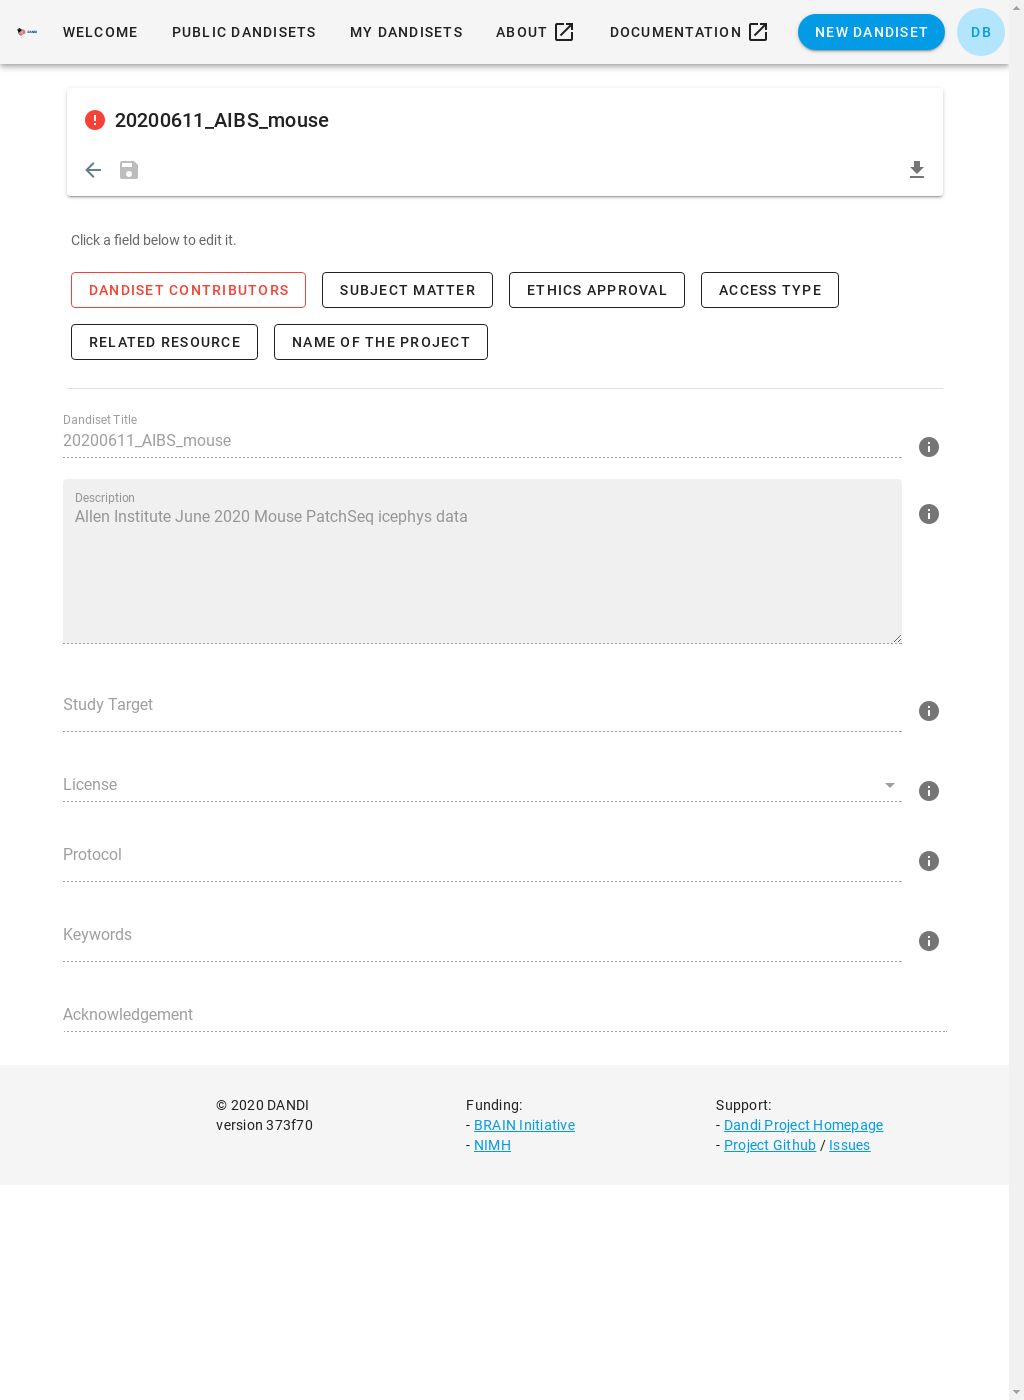 WELCOME PUBLIC DANDISETS MY DANDISETS ABOUT DOCUMENTATION NEW DANDISET DB
20200611_AIBS_mouse
Click a field below to edit it.
DANDISET CONTRIBUTORS SUBJECT MATTER ETHICS APPROVAL ACCESS TYPE
RELATED RESOURCE NAME OF THE PROJECT
Dandiset Title
20200611_AIBS_mouse
Description
Allen Institute June 2020 Mouse PatchSeq icephys data
Study Target
License
Protocol
Keywords
Acknowledgement
© 2020 DANDI
version 373f70
Funding:
- BRAIN Initiative
- NIMH
Support:
- Dandi Project Homepage
- Project Github / Issues